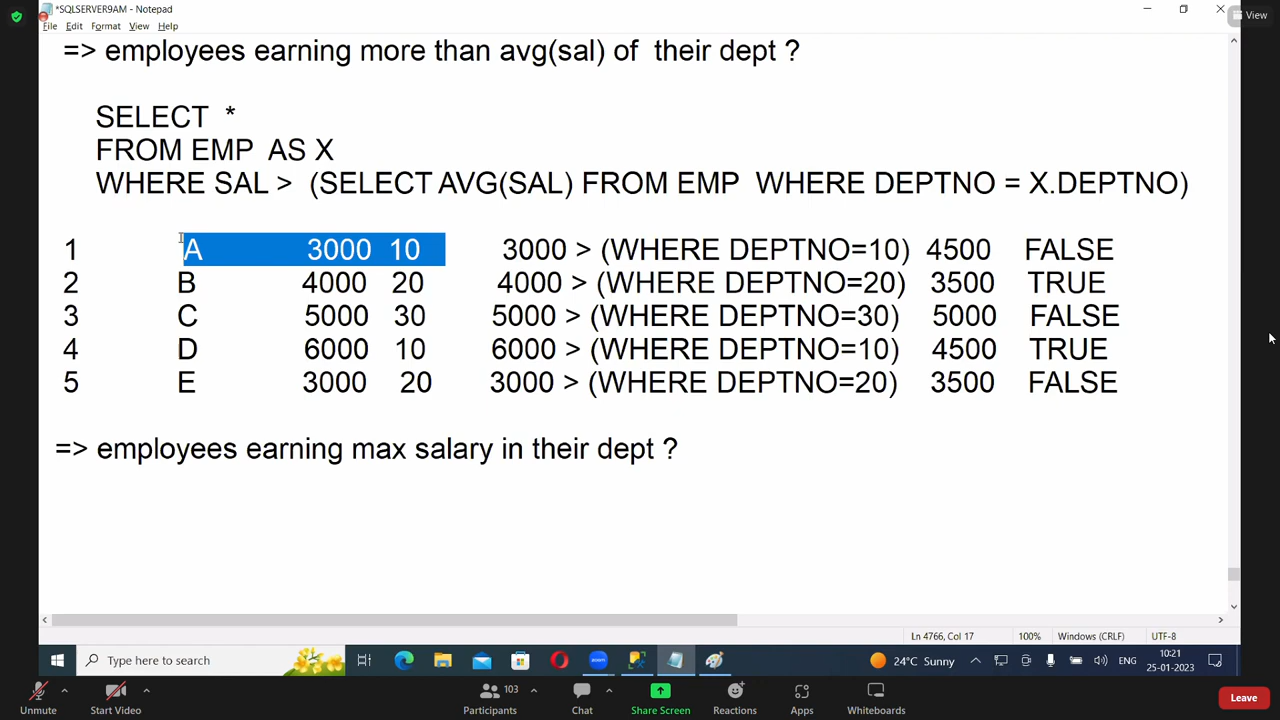 *SQLSERVER9AM - Notepad
View
File Edit Format View Help
=> employees earning more than avg(sal) of their dept ?
SELECT *
FROM EMP AS X
WHERE SAL > (SELECT AVG(SAL) FROM EMP WHERE DEPTNO = X.DEPTNO)
1 A 3000 10 3000 > (WHERE DEPTNO=10) 4500 FALSE
2 B 4000 20 4000 > (WHERE DEPTNO=20) 3500 TRUE
3 C 5000 30 5000 > (WHERE DEPTNO=30) 5000 FALSE
4 D 6000 10 6000 > (WHERE DEPTNO=10) 4500 TRUE
5 E 3000 20 3000 > (WHERE DEPTNO=20) 3500 FALSE
=> employees earning max salary in their dept ?
Ln 4766, Col 17 100% Windows (CRLF) UTF-8
Type here to search 24°C Sunny ENG 10:21
25-01-2023
103
Unmute Start Video Participants Chat Share Screen Reactions Apps Whiteboards Leave